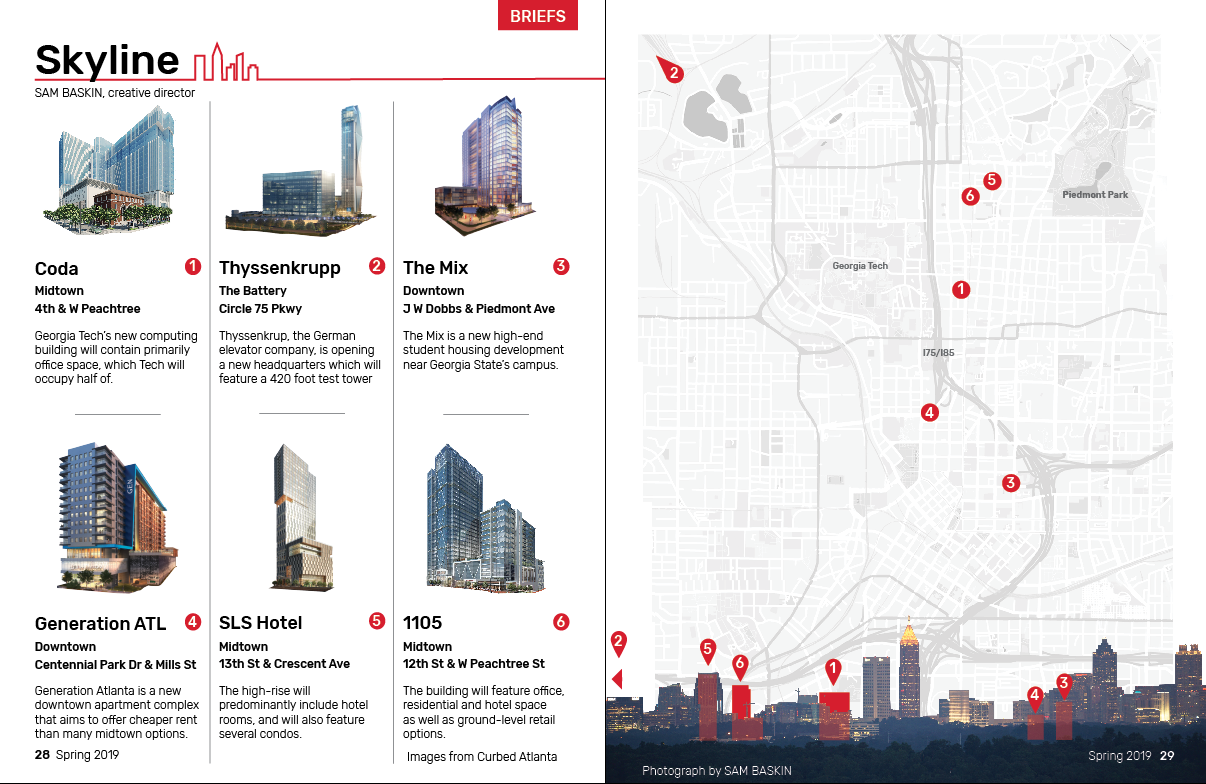 BRIEFS
Skyline
SAM BASKIN, creative director
Coda 1
Midtown
4th & W Peachtree
Georgia Tech's new computing
building will contain primarily
office space, which Tech will
occupy half of.
Thyssenkrupp 2
The Battery
Circle 75 Pkwy
Thyssenkrup, the German
elevator company, is opening
a new headquarters which will
feature a 420 foot test tower
The Mix 3
Downtown
J W Dobbs & Piedmont Ave
The Mix is a new high-end
student housing development
near Georgia State's campus.
GEN
Generation ATL 4
Downtown
Centennial Park Dr & Mills St
Generation Atlanta is a new
downtown apartment complex
that aims to offer cheaper rent
than many midtown options.
SLS Hotel 5
Midtown
13th St & Crescent Ave
The high-rise will
predominantly include hotel
rooms, and will also feature
several condos.
1105 6
Midtown
12th St & W Peachtree St
The building will feature office,
residential and hotel space
as well as ground-level retail
options.
28 Spring 2019
Images from Curbed Atlanta
2
5
6
Piedmont Park
Georgia Tech
1
I75/I85
4
3
2
5
6
1
4
3
Spring 2019 29
Photograph by SAM BASKIN